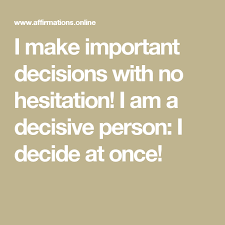 www.affirmations.online
I make important
decisions with no
hesitation! I am a
decisive person: I
decide at once!